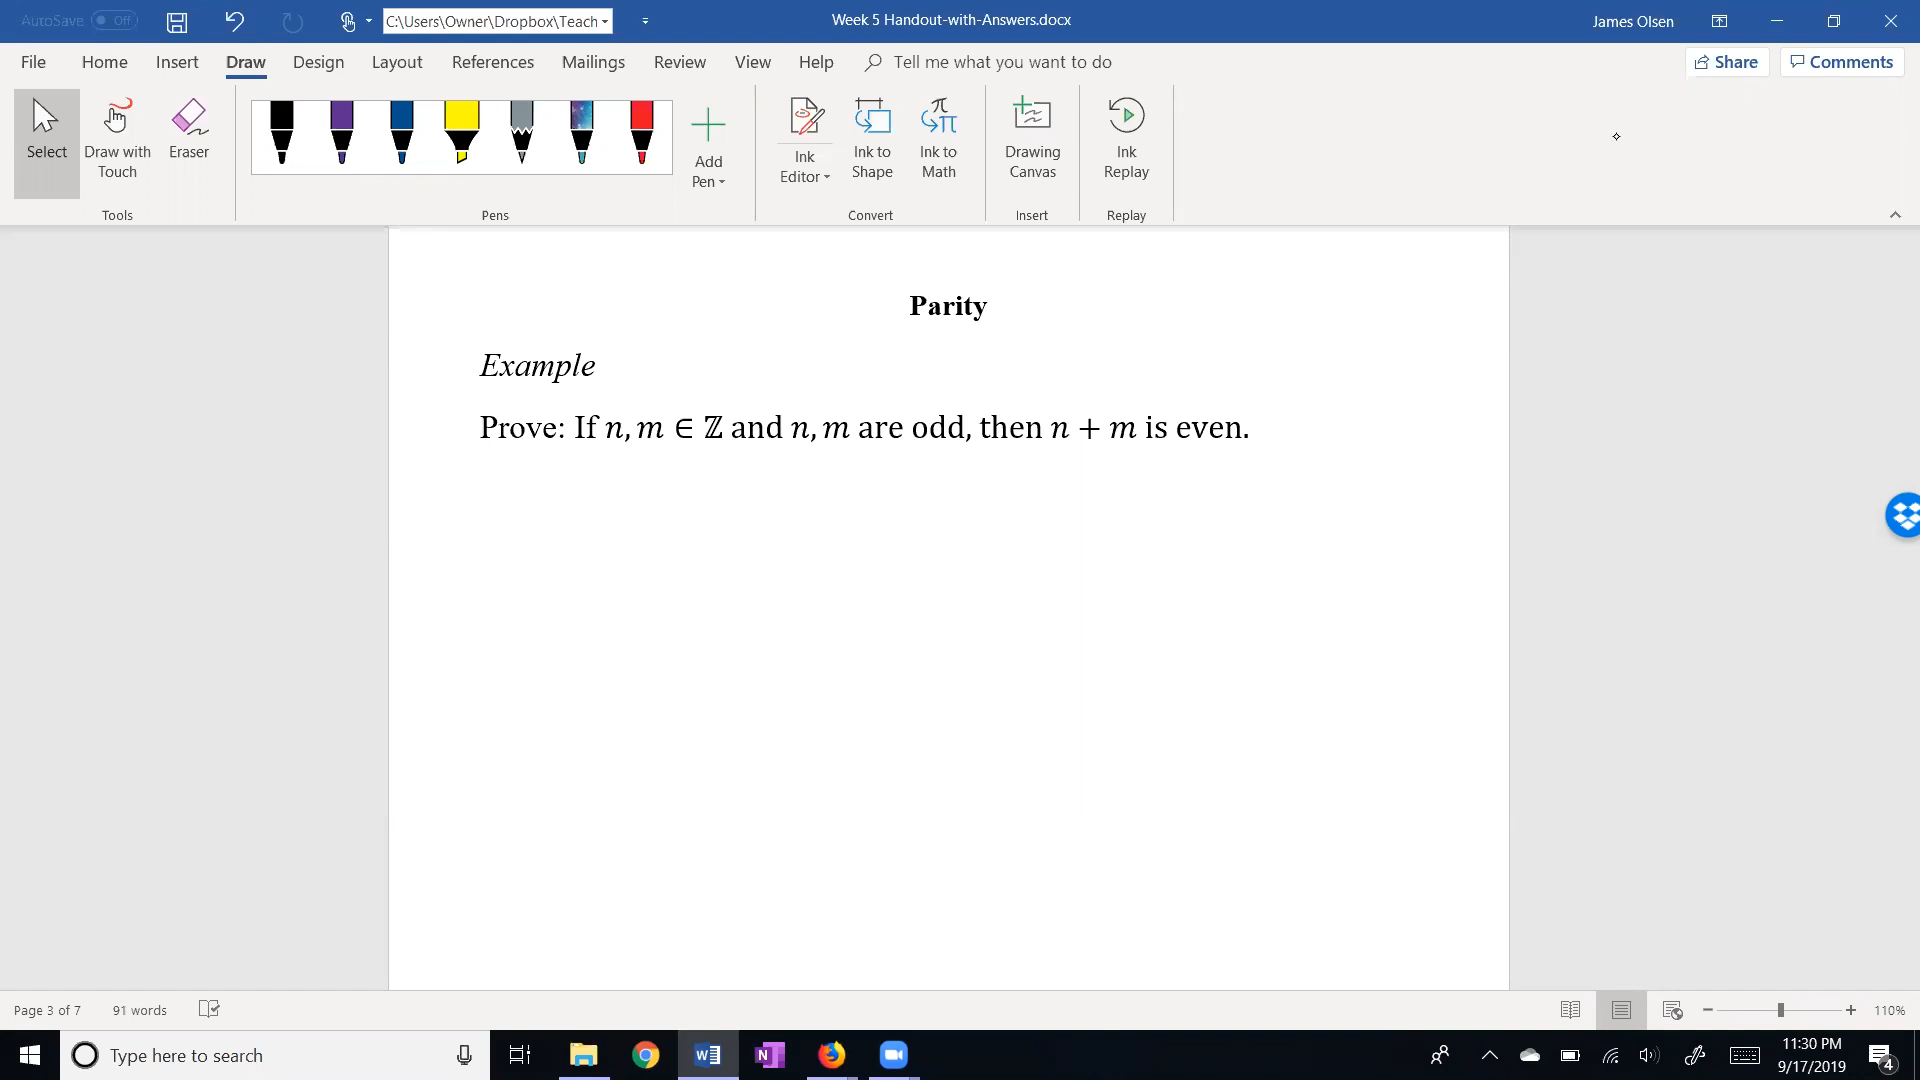 AutoSave Off C:\Users\Owner\Dropbox\Teach Week 5 Handout-with-Answers.docx James Olsen
File Home Insert Draw Design Layout References Mailings Review View Help Tell me what you want to do Share Comments
Select Draw with Touch Eraser Add Pen Ink Editor Ink to Shape Ink to Math Drawing Canvas Ink Replay
Tools Pens Convert Insert Replay
Parity
Example
Prove: If n, m ∈ ℤ and n, m are odd, then n + m is even.
Page 3 of 7 91 words 110%
Type here to search 11:30 PM
9/17/2019 4